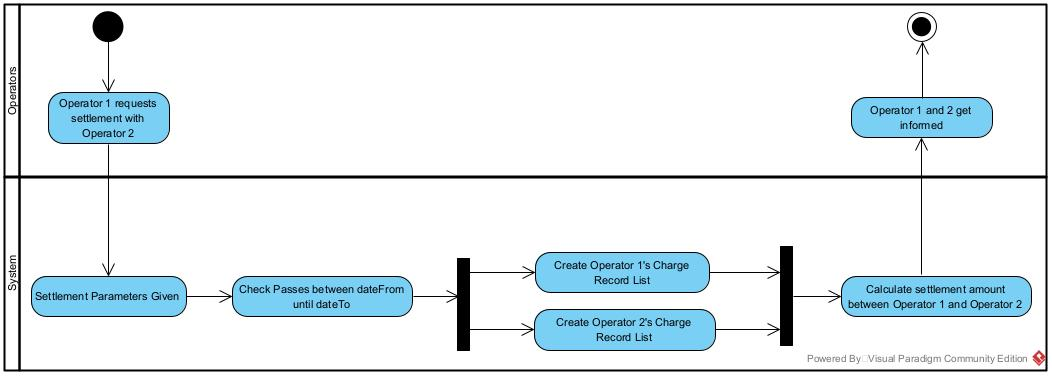 Operators
Operator 1 requests
settlement with
Operator 2
Operator 1 and 2 get
informed
System
Settlement Parameters Given
Check Passes between dateFrom
until dateTo
Create Operator 1's Charge
Record List
Create Operator 2's Charge
Record List
Calculate settlement amount
between Operator 1 and Operator 2
Powered By Visual Paradigm Community Edition